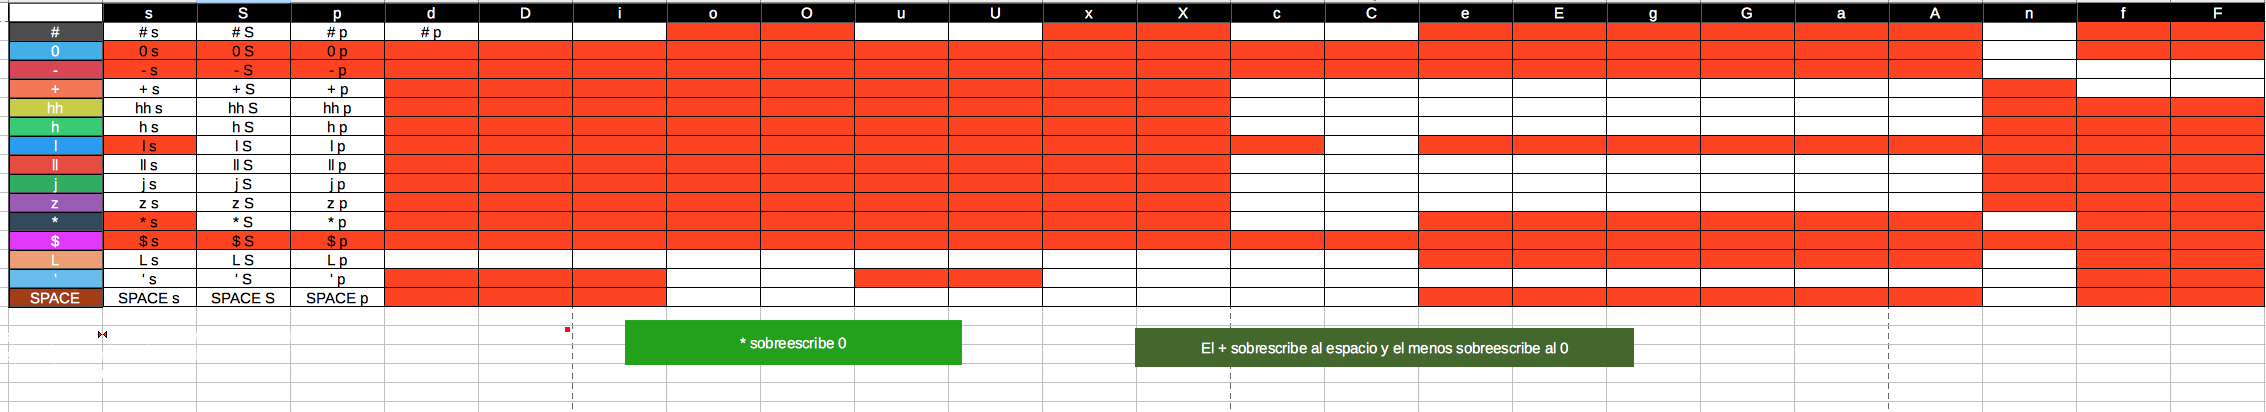 s S p d D i o O u U x X c C e E g G a A n f F
# # s # S # p # p
0 0 s 0 S 0 p
- - s - S - p
+ + s + S + p
hh hh s hh S hh p
h h s h S h p
l l s l S l p
ll ll s ll S ll p
j j s j S j p
z z s z S z p
* * s * S * p
$ $ s $ S $ p
L L s L S L p
' ' s ' S ' p
SPACE SPACE s SPACE S SPACE p
* sobreescribe 0
El + sobrescribe al espacio y el menos sobreescribe al 0